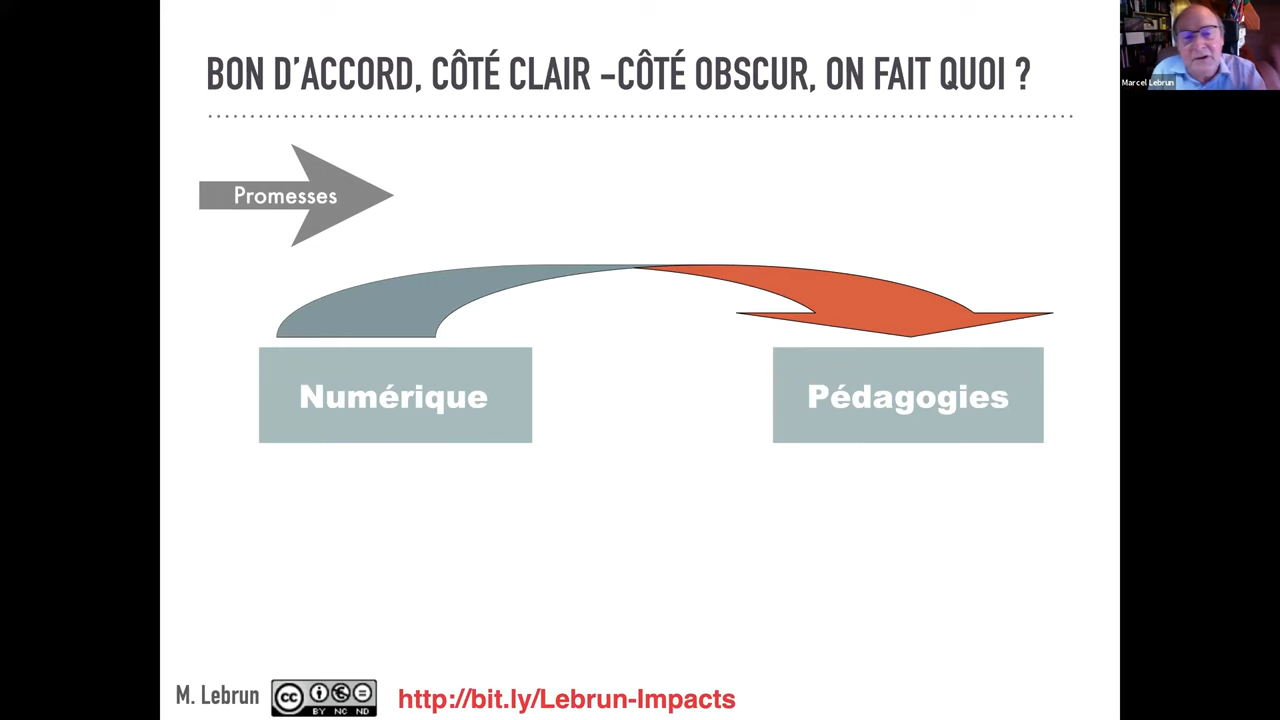 BON D'ACCORD, CÔTÉ CLAIR -CÔTÉ OBSCUR, ON FAIT QUOI ?
Marcel Lebrun
Promesses
Numérique
Pédagogies
M. Lebrun
cc
BY NC ND
http://bit.ly/Lebrun-Impacts